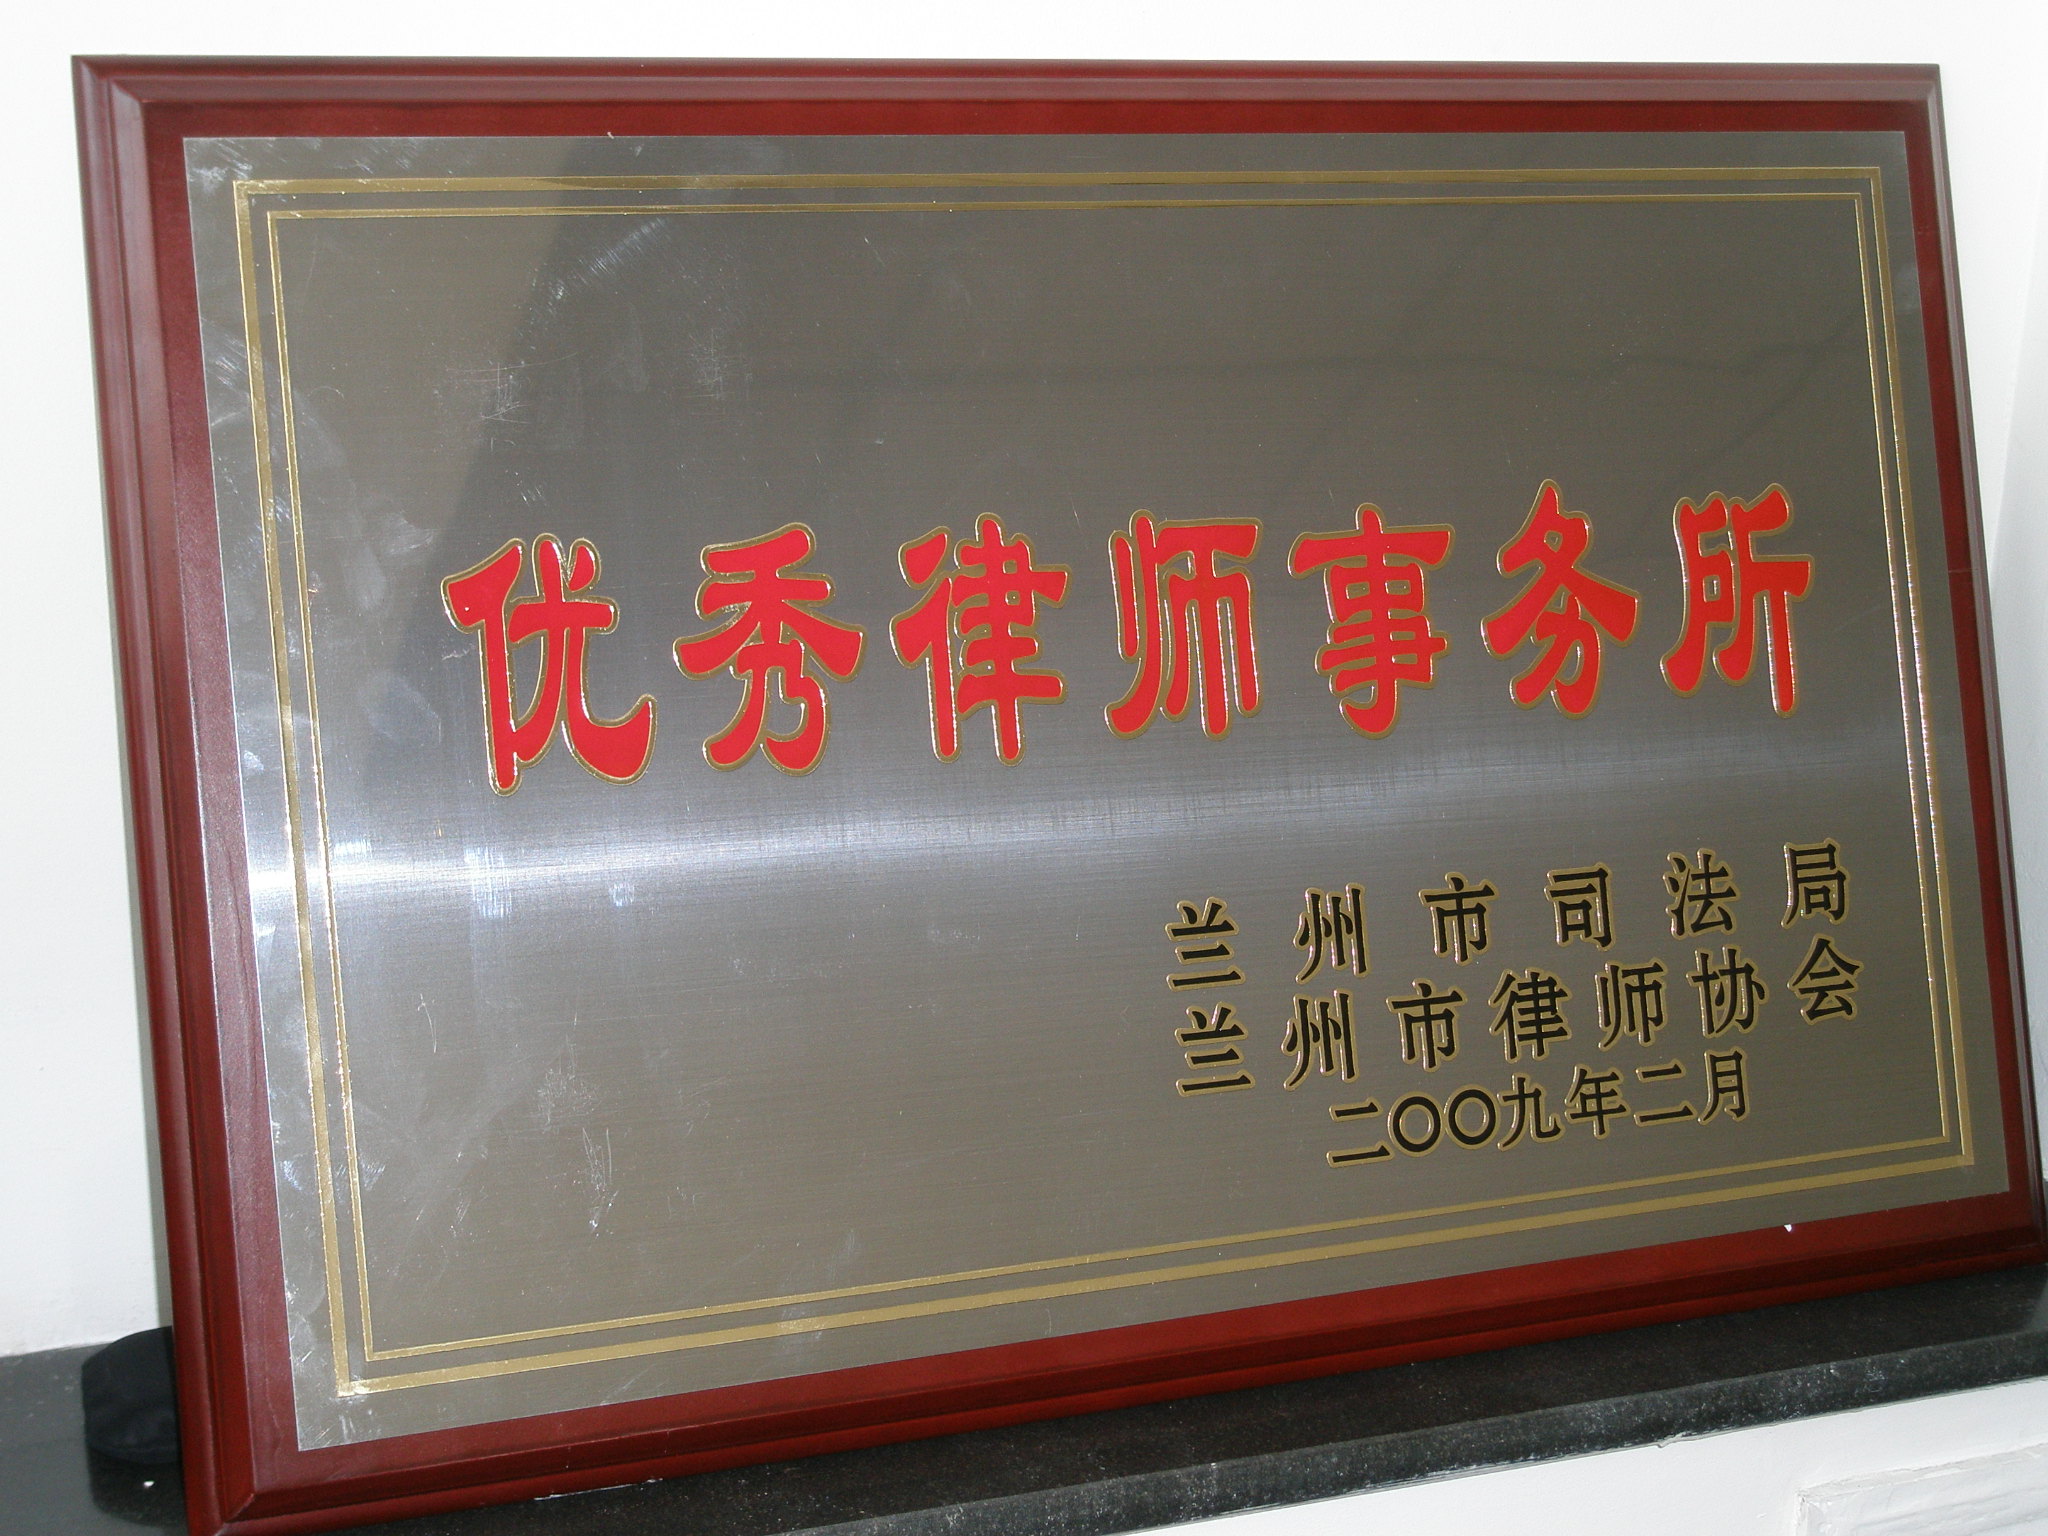 优秀律师事务所
兰州市司法局
兰州市律师协会
二〇〇九年二月